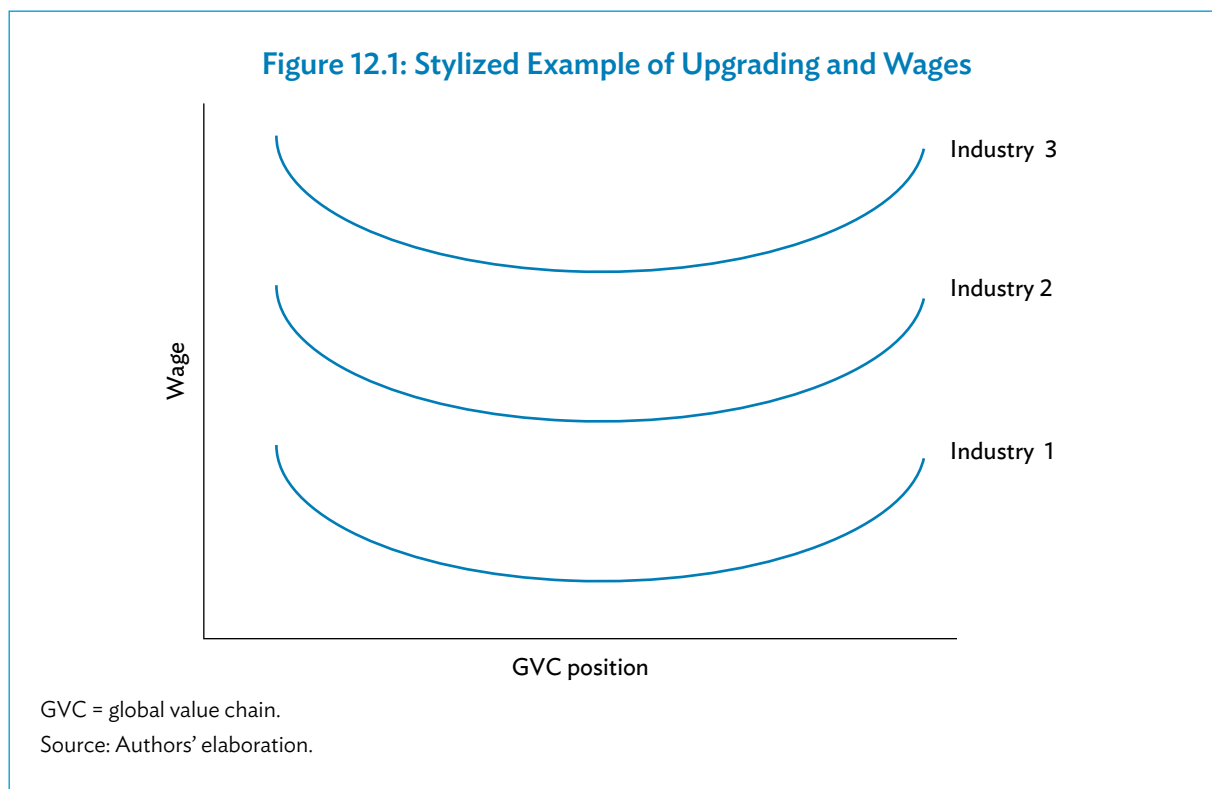 Figure 12.1: Stylized Example of Upgrading and Wages
Industry 3
Industry 2
Wage
Industry 1
GVC position
GVC = global value chain.
Source: Authors’ elaboration.